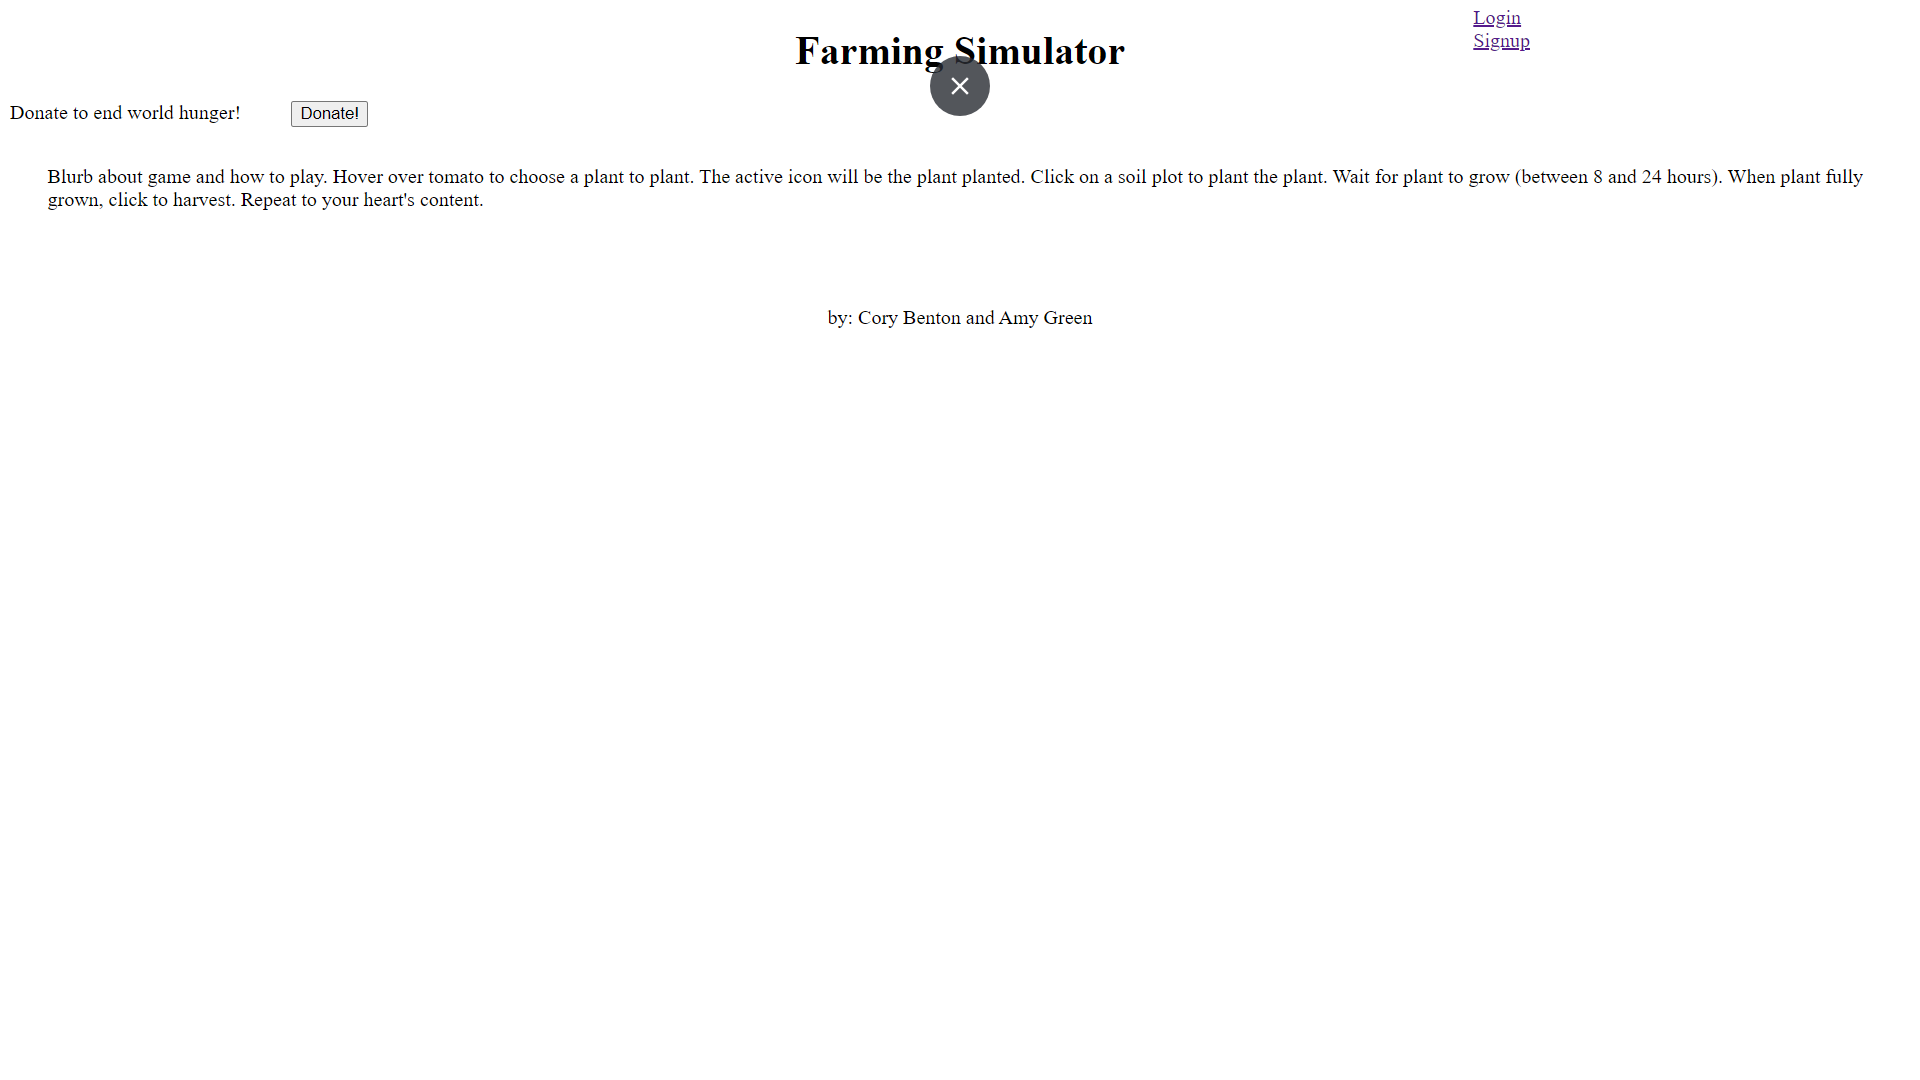 Login
Signup
Farming Simulator
Donate to end world hunger!
Donate!
Blurb about game and how to play. Hover over tomato to choose a plant to plant. The active icon will be the plant planted. Click on a soil plot to plant the plant. Wait for plant to grow (between 8 and 24 hours). When plant fully
grown, click to harvest. Repeat to your heart's content.
by: Cory Benton and Amy Green